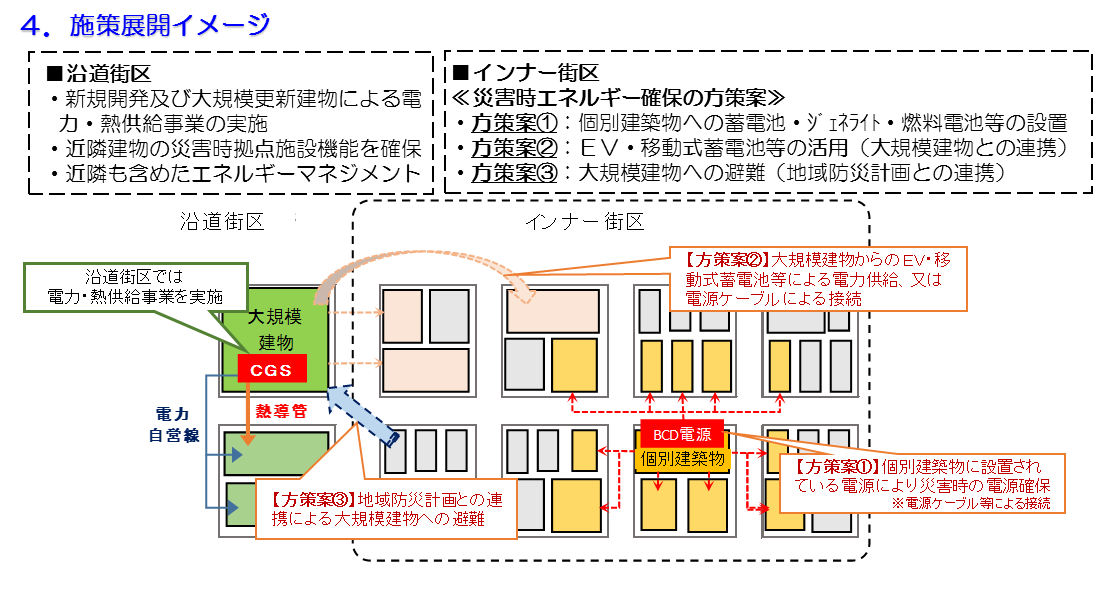 ４．施策展開イメージ
■沿道街区
・新規開発及び大規模更新建物による電
力・熱供給事業の実施
・近隣建物の災害時拠点施設機能を確保
・近隣も含めたエネルギーマネジメント
■インナー街区
≪災害時エネルギー確保の方策案≫
・方策案①：個別建築物への蓄電池・ｼﾞｪﾈﾗｲﾄ・燃料電池等の設置
・方策案②：ＥＶ・移動式蓄電池等の活用（大規模建物との連携）
・方策案③：大規模建物への避難（地域防災計画との連携）
沿道街区
インナー街区
沿道街区では
電力・熱供給事業を実施
【方策案②】大規模建物からのＥＶ・移
動式蓄電池等による電力供給、又は
電源ケーブルによる接続
大規模
建物
ＣＧＳ
熱導管
電力
自営線
BCD電源
個別建築物
【方策案①】個別建築物に設置され
ている電源により災害時の電源確保
※電源ケーブル等による接続
【方策案③】地域防災計画との連
携による大規模建物への避難